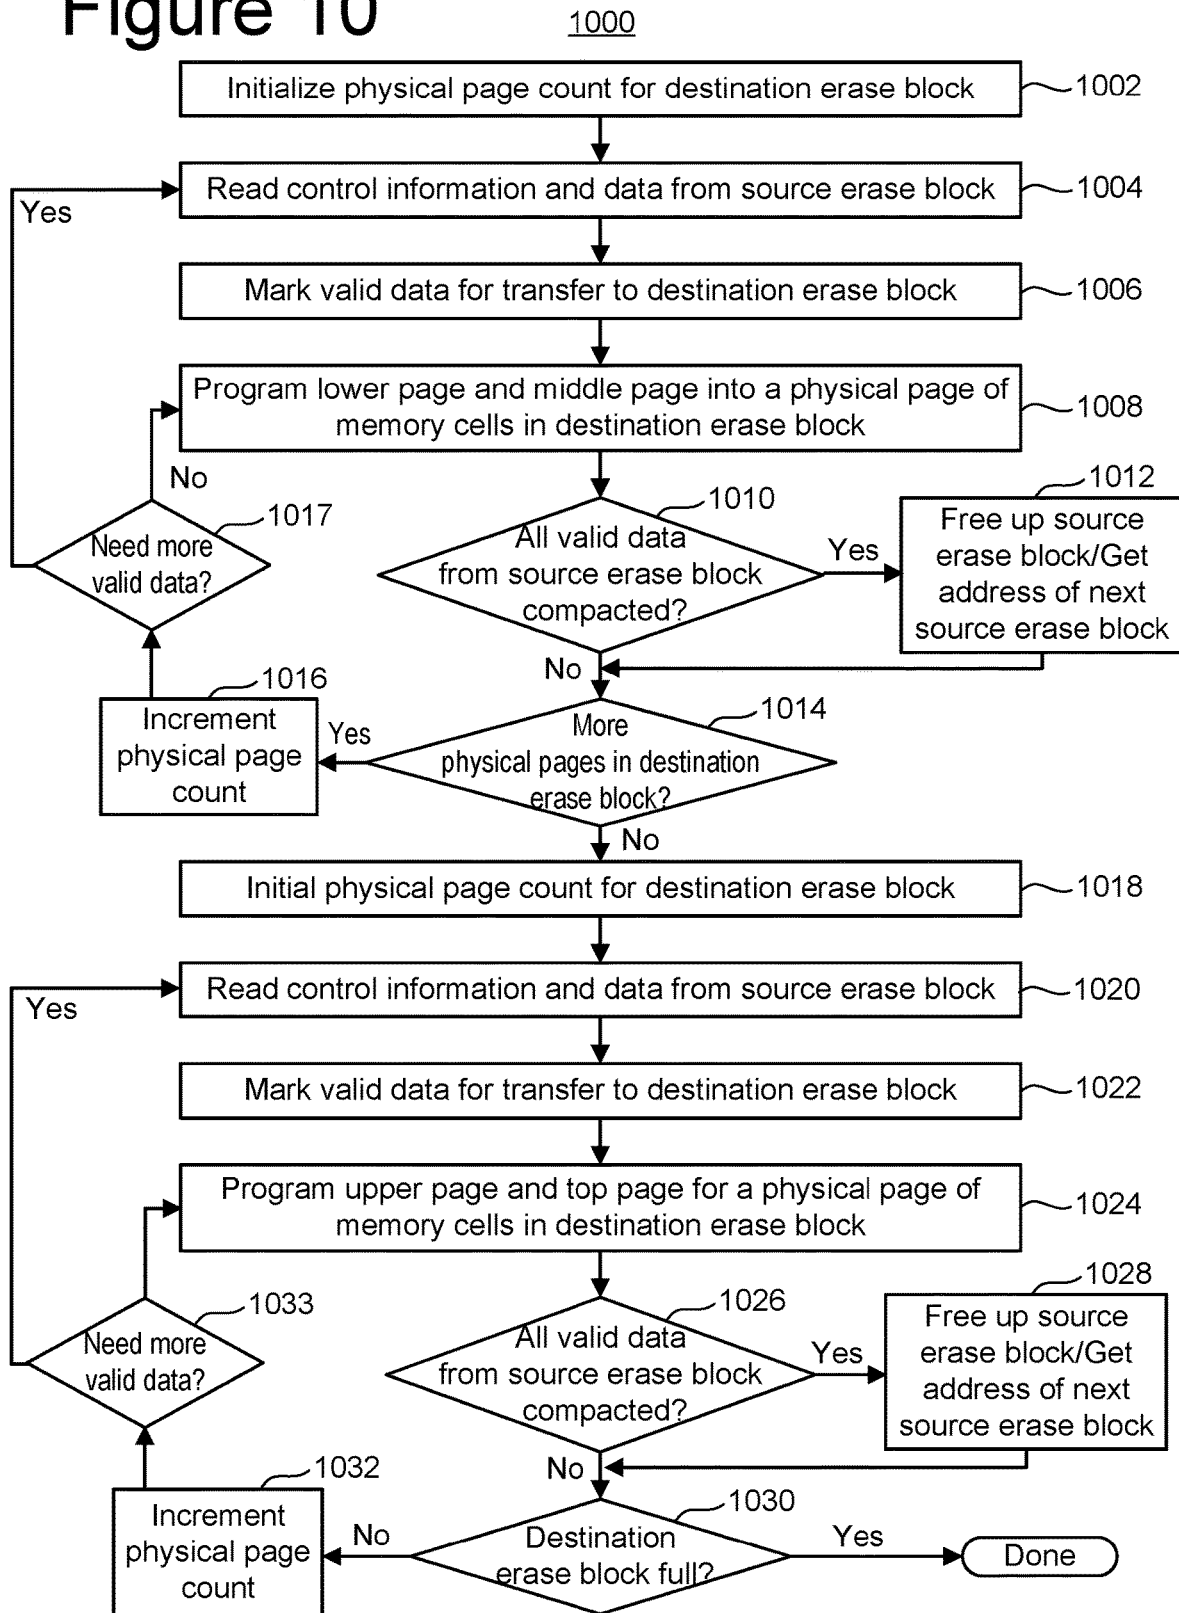 Figure 10
1000
Initialize physical page count for destination erase block
1002
Read control information and data from source erase block
1004
Yes
Mark valid data for transfer to destination erase block
1006
Program lower page and middle page into a physical page of
memory cells in destination erase block
1008
No
1017
Need more
valid data?
1010
All valid data
from source erase block
compacted?
Yes
1012
Free up source
erase block/Get
address of next
source erase block
No
1016
Increment
physical page
count
Yes
1014
More
physical pages in destination
erase block?
No
Initial physical page count for destination erase block
1018
Read control information and data from source erase block
1020
Yes
Mark valid data for transfer to destination erase block
1022
Program upper page and top page for a physical page of
memory cells in destination erase block
1024
1033
Need more
valid data?
1026
All valid data
from source erase block
compacted?
Yes
1028
Free up source
erase block/Get
address of next
source erase block
No
1032
Increment
physical page
count
No
1030
Destination
erase block full?
Yes
Done